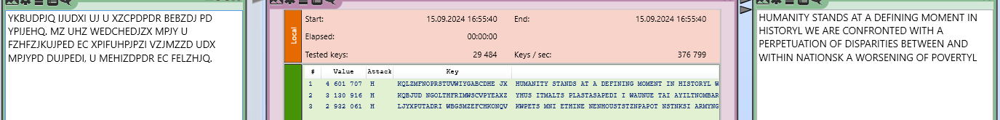 YKBUDPJQ IJUDXI UJ U XZCPDPDR BEBZDJ PD
YPIJEHQ. MZ UHZ WEDCHEDJZX MPJY U
FZHFZJKUJPED EC XPIFUHPJPZI VZJMZZD UDX
MPJYPD DUJPEDI, U MEHIZDPDR EC FELZHJQ.
Local
Start: 15.09.2024 16:55:40 End: 15.09.2024 16:55:40
Elapsed: 00:00:00
Tested keys: 29 484 Keys / sec: 376 799
# Value Attack Key
1 4 601 707 H KQLZMFNOPRSTUVWIYGABCDHE JX HUMANITY STANDS AT A DEFINING MOMENT IN HISTORYL W
2 3 130 916 H KQBJUD NGOLTHFRIMWSCVPYEAXZ YHUS ITMALTS PLASTASAPEDI I WAUNUE TAI AYILTNOMBAR
3 2 932 061 H LJYXPUTADRI WBGSMZEFCHKONQV KWPETS MNI ETHINE NENHOUSTSTZNPAPOT NSTNKSI ARMYNG
HUMANITY STANDS AT A DEFINING MOMENT IN
HISTORYL WE ARE CONFRONTED WITH A
PERPETUATION OF DISPARITIES BETWEEN AND
WITHIN NATIONSK A WORSENING OF POVERTYL